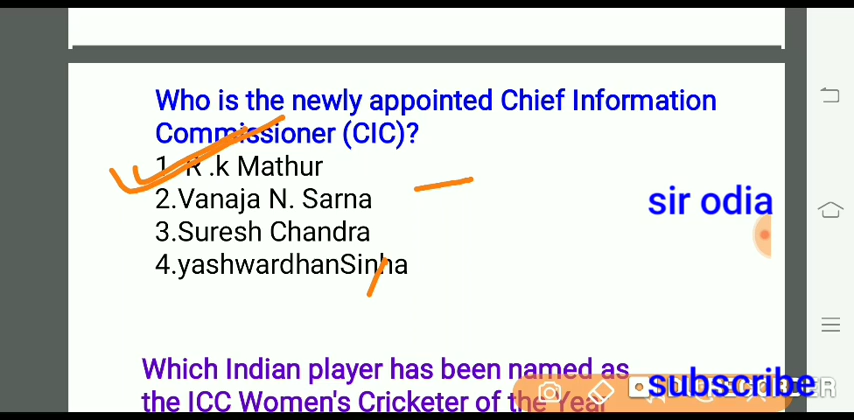 Who is the newly appointed Chief Information
Commissioner (CIC)?
1. R .k Mathur
2.Vanaja N. Sarna
3.Suresh Chandra
4.yashwardhanSinha
sir odia
Which Indian player has been named as
the ICC Women's Cricketer of the Year
subscribe